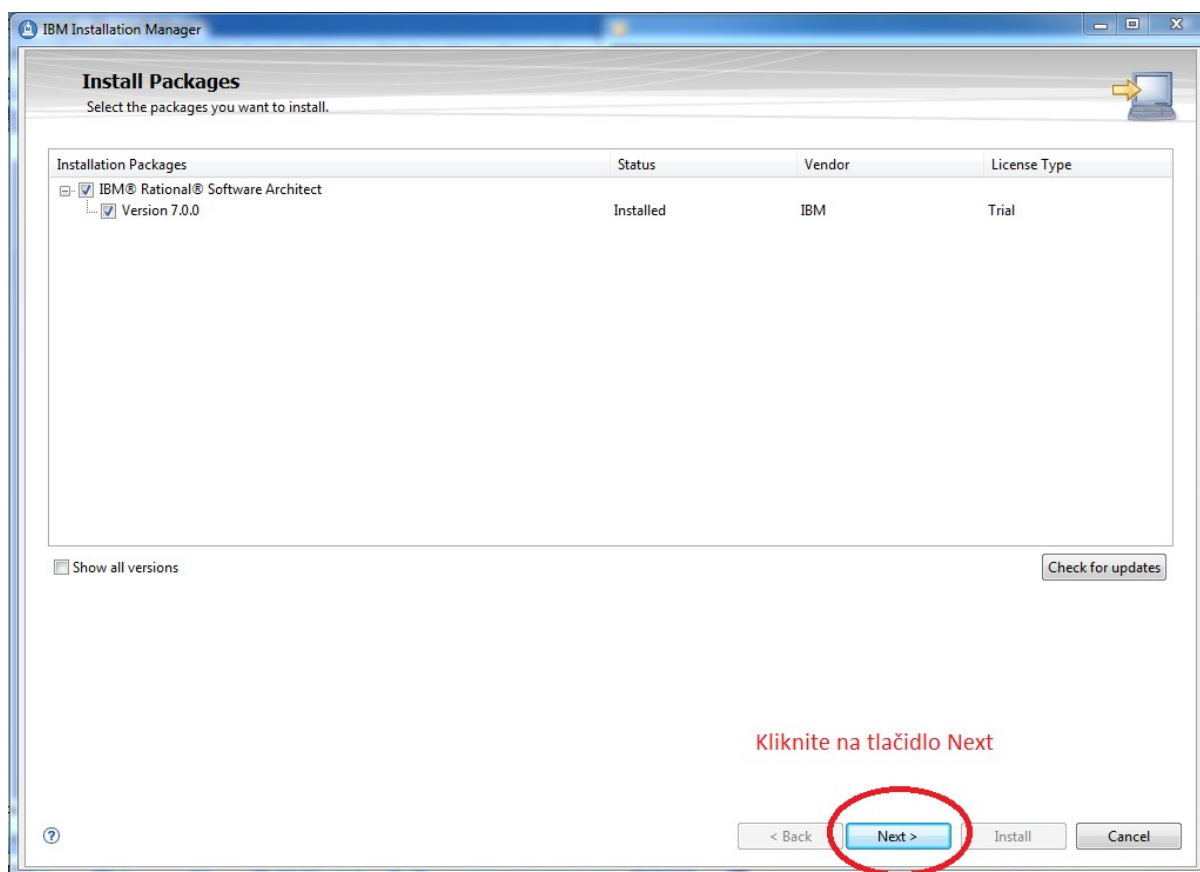 IBM Installation Manager
Install Packages
Select the packages you want to install.
Installation Packages Status Vendor License Type
IBM® Rational® Software Architect
Version 7.0.0 Installed IBM Trial
Show all versions Check for updates
Kliknite na tlačidlo Next
? < Back Next > Install Cancel